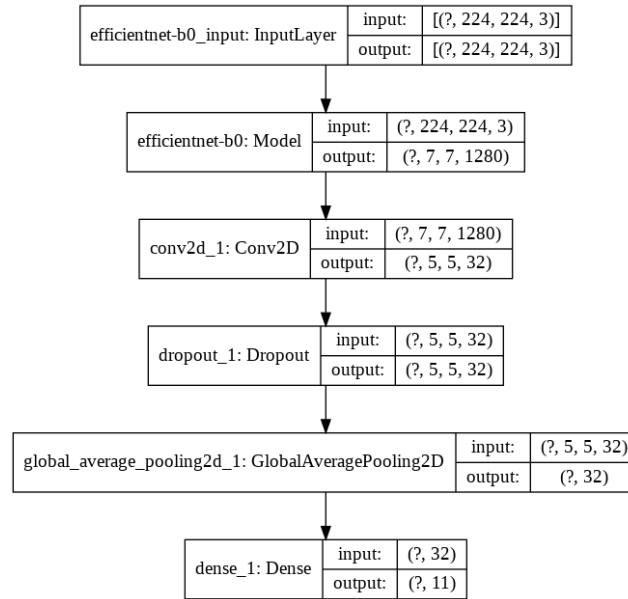 efficientnet-b0_input: InputLayer
input: [(?, 224, 224, 3)]
output: [(?, 224, 224, 3)]
efficientnet-b0: Model
input: (?, 224, 224, 3)
output: (?, 7, 7, 1280)
conv2d_1: Conv2D
input: (?, 7, 7, 1280)
output: (?, 5, 5, 32)
dropout_1: Dropout
input: (?, 5, 5, 32)
output: (?, 5, 5, 32)
global_average_pooling2d_1: GlobalAveragePooling2D
input: (?, 5, 5, 32)
output: (?, 32)
dense_1: Dense
input: (?, 32)
output: (?, 11)